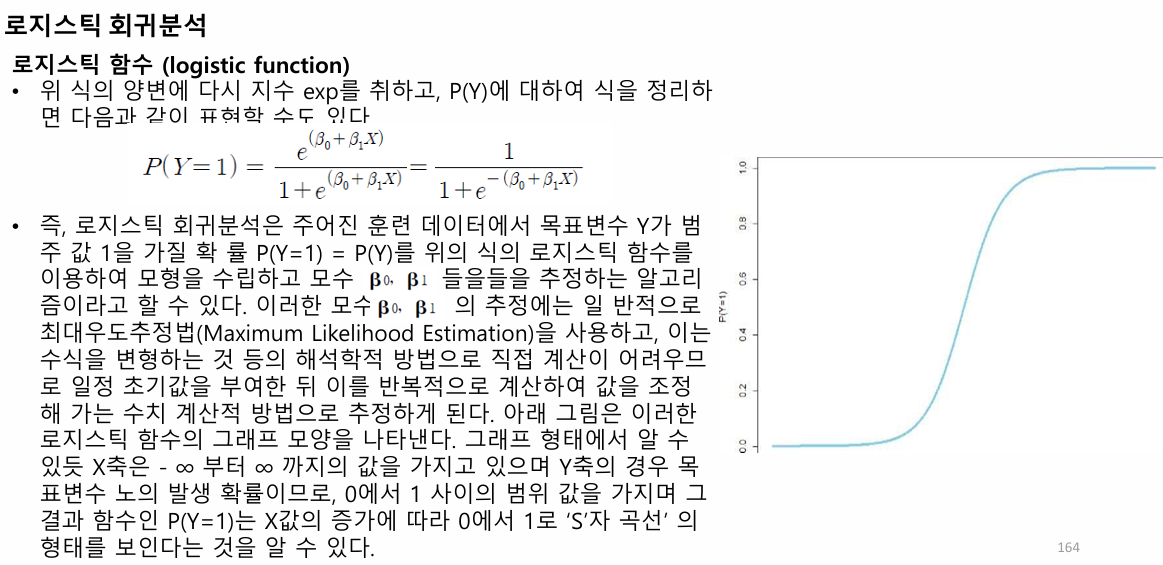 로지스틱 회귀분석
로지스틱 함수 (logistic function)
• 위 식의 양변에 다시 지수 exp를 취하고, P(Y)에 대하여 식을 정리하
면 다음과 같이 표현할 수도 있다
P(Y=1) = e^(β₀+β₁X) / 1+e^(β₀+β₁X) = 1 / 1+e^-(β₀+β₁X)
• 즉, 로지스틱 회귀분석은 주어진 훈련 데이터에서 목표변수 Y가 범
주 값 1을 가질 확 률 P(Y=1) = P(Y)를 위의 식의 로지스틱 함수를
이용하여 모형을 수립하고 모수 β₀, β₁ 들을들을 추정하는 알고리
즘이라고 할 수 있다. 이러한 모수 β₀, β₁ 의 추정에는 일 반적으로
최대우도추정법(Maximum Likelihood Estimation)을 사용하고, 이는
수식을 변형하는 것 등의 해석학적 방법으로 직접 계산이 어려우므
로 일정 초기값을 부여한 뒤 이를 반복적으로 계산하여 값을 조정
해 가는 수치 계산적 방법으로 추정하게 된다. 아래 그림은 이러한
로지스틱 함수의 그래프 모양을 나타낸다. 그래프 형태에서 알 수
있듯 X축은 - ∞ 부터 ∞ 까지의 값을 가지고 있으며 Y축의 경우 목
표변수 노의 발생 확률이므로, 0에서 1 사이의 범위 값을 가지며 그
결과 함수인 P(Y=1)는 X값의 증가에 따라 0에서 1로 ‘S’자 곡선’ 의
형태를 보인다는 것을 알 수 있다.
P(Y=1)
1.0
0.8
0.6
0.4
0.2
0.0
164